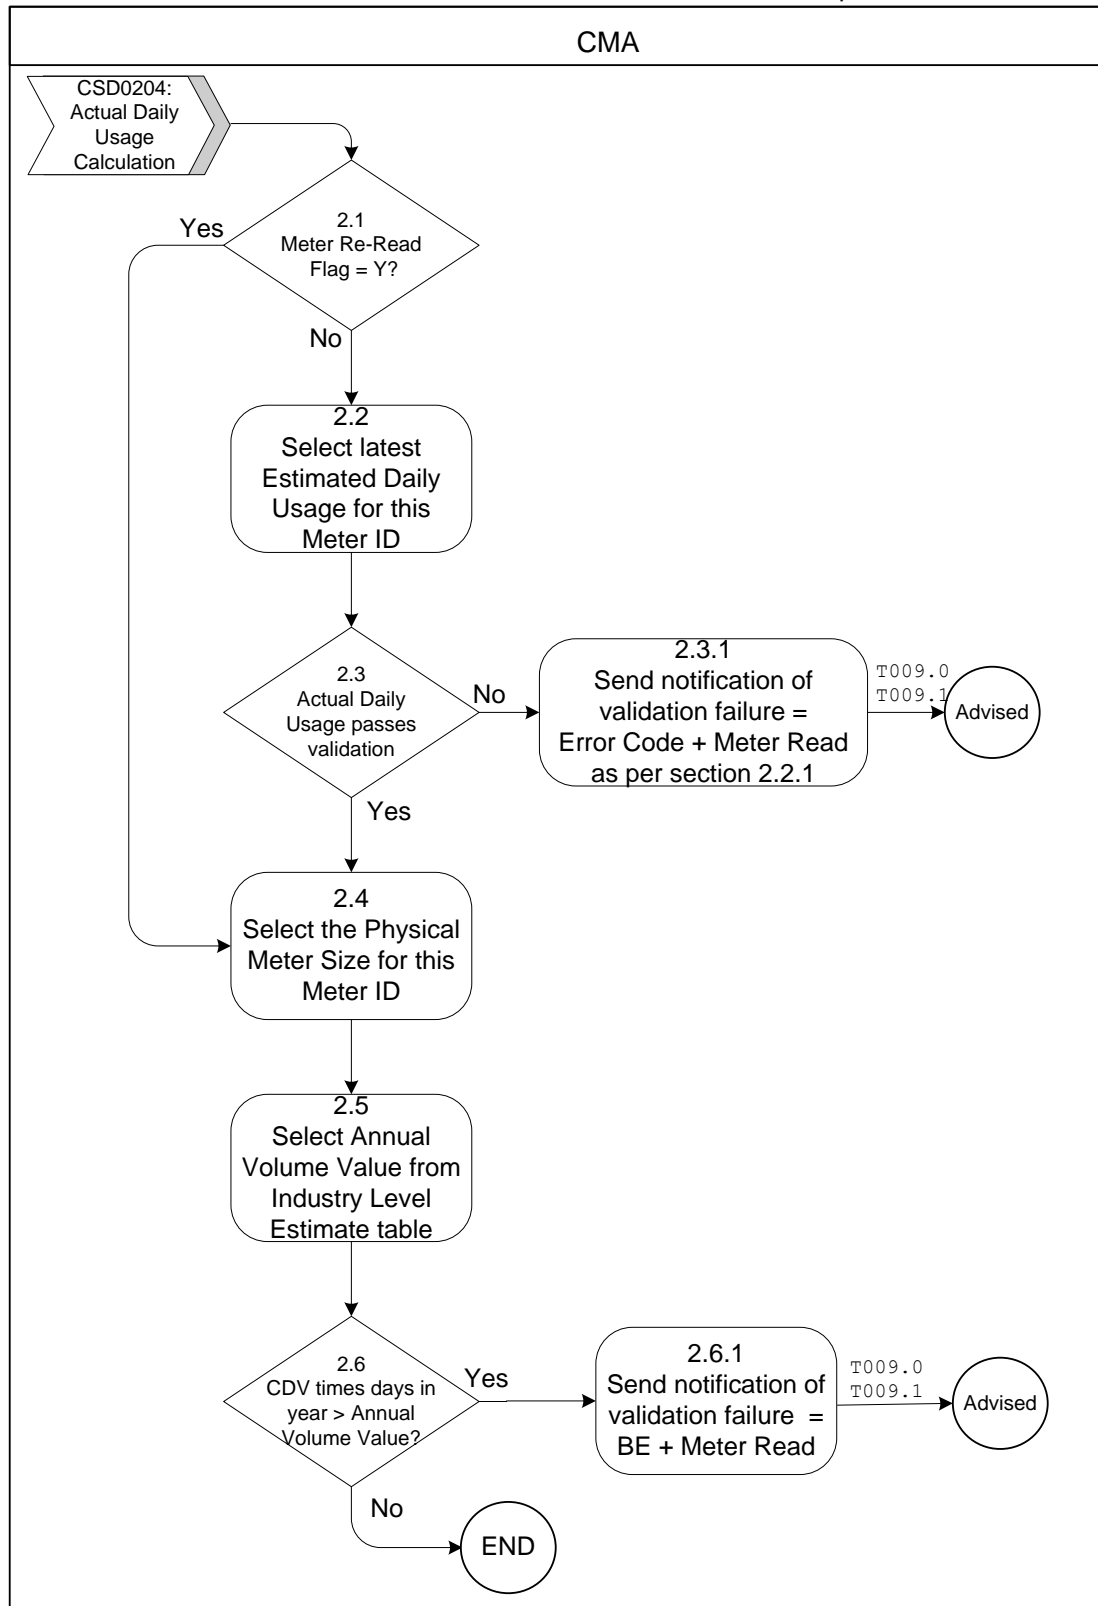 CMA
CSD0204:
Actual Daily
Usage
Calculation
2.1
Meter Re-Read
Flag = Y?
Yes
No
2.2
Select latest
Estimated Daily
Usage for this
Meter ID
2.3
Actual Daily
Usage passes
validation
No
2.3.1
Send notification of
validation failure =
Error Code + Meter Read
as per section 2.2.1
T009.0
T009.1
Advised
Yes
2.4
Select the Physical
Meter Size for this
Meter ID
2.5
Select Annual
Volume Value from
Industry Level
Estimate table
2.6
CDV times days in
year > Annual
Volume Value?
Yes
2.6.1
Send notification of
validation failure =
BE + Meter Read
T009.0
T009.1
Advised
No
END